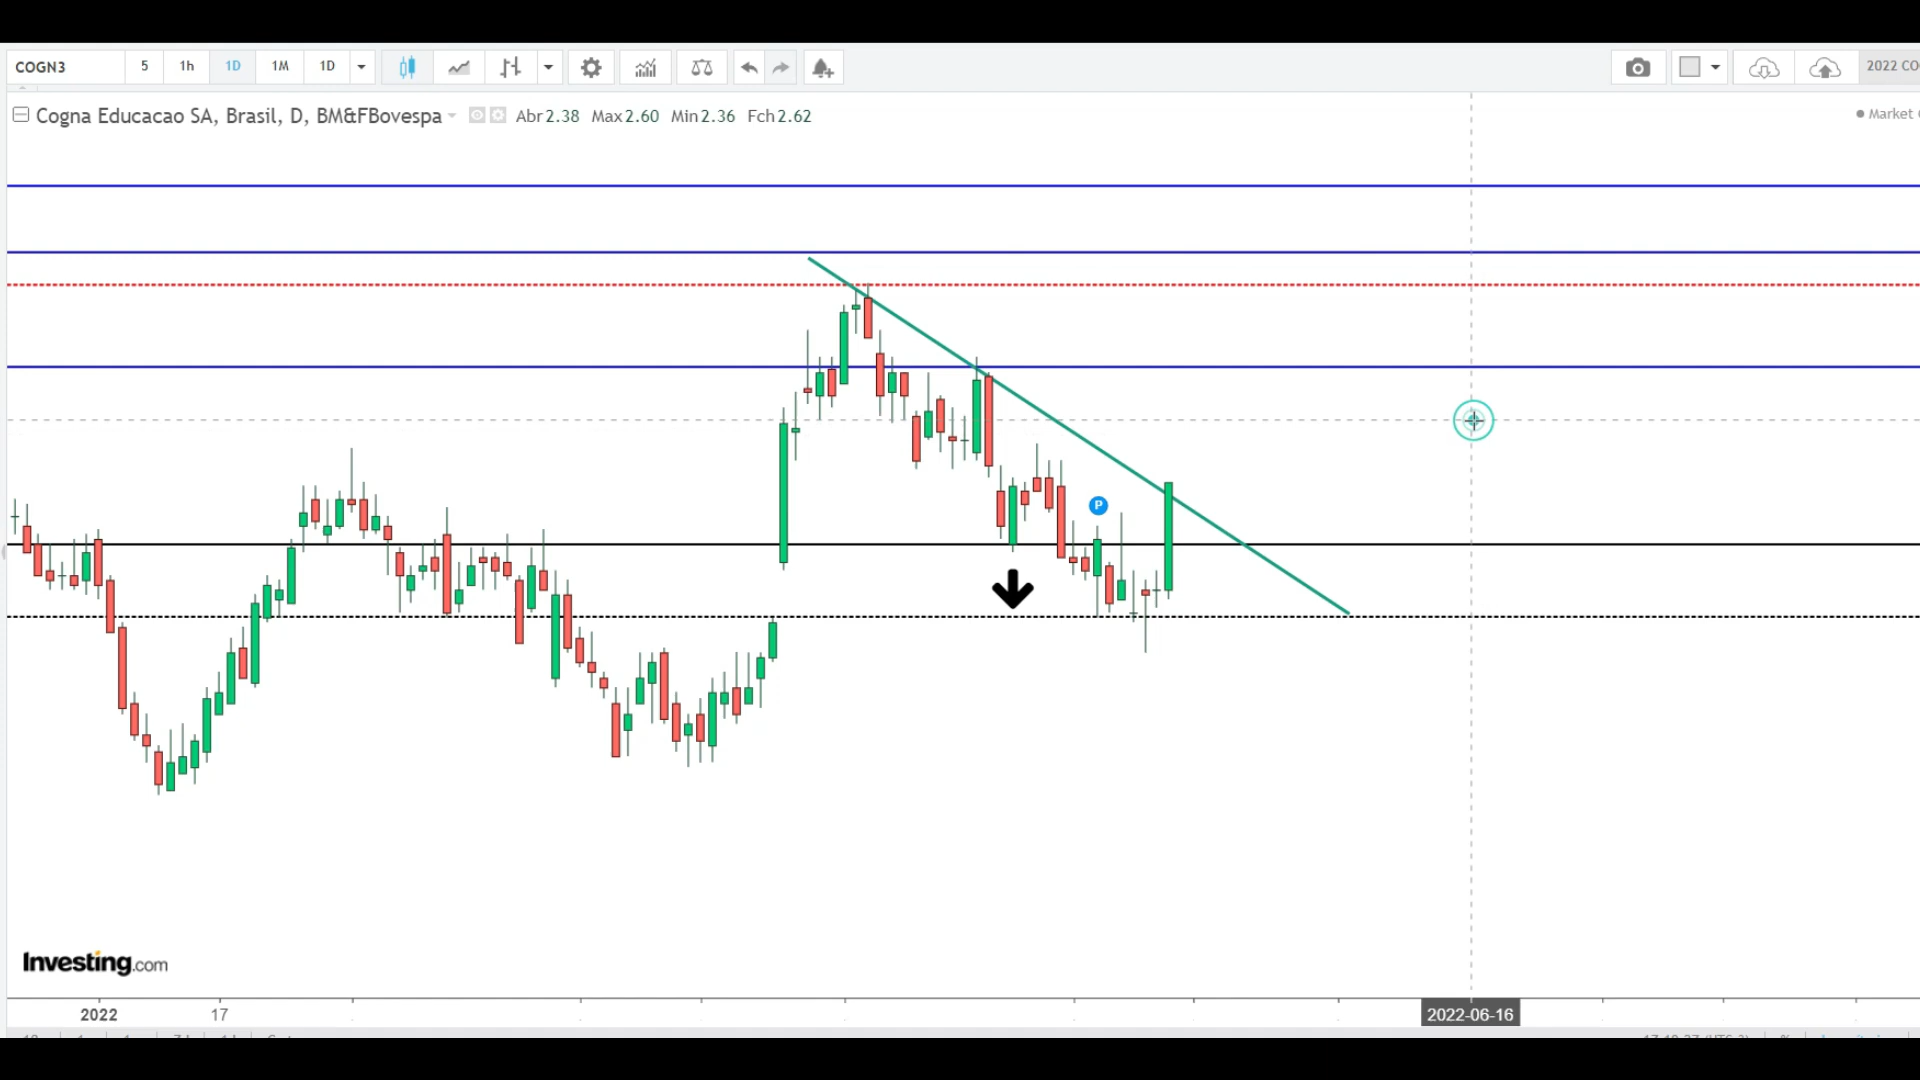 COGN3 5 1h 1D 1M 1D
2022 CO
Cogna Educacao SA, Brasil, D, BM&FBovespa Abr 2.38 Max 2.60 Min 2.36 Fch 2.62
Market
P
Investing.com
2022 17 2022-06-16